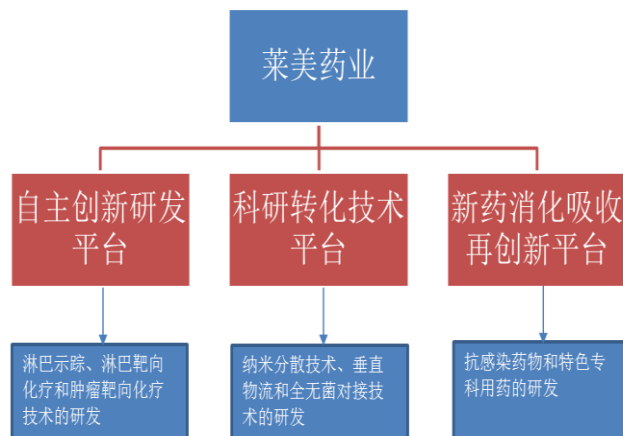 莱美药业
自主创新研发
平台
科研转化技术
平台
新药消化吸收
再创新平台
淋巴示踪、淋巴靶向
化疗和肿瘤靶向化疗
技术的研发
纳米分散技术、垂直
物流和全无菌对接技
术的研发
抗感染药物和特色专
科用药的研发